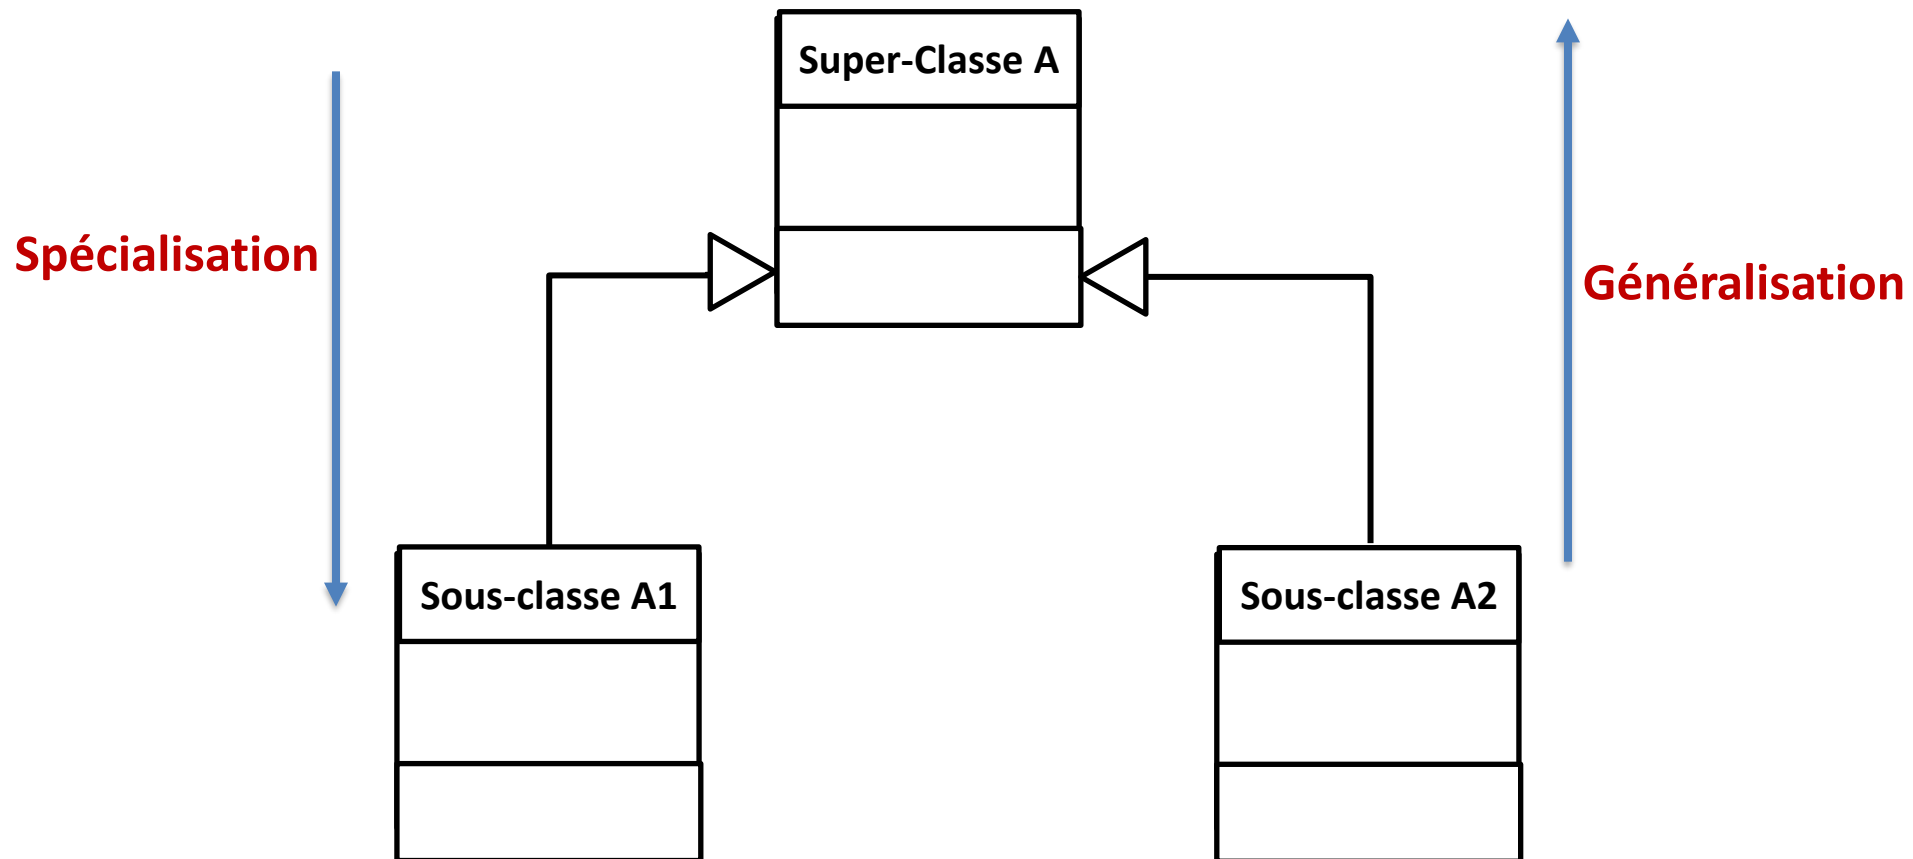 Super-Classe A
Spécialisation
Généralisation
Sous-classe A1
Sous-classe A2